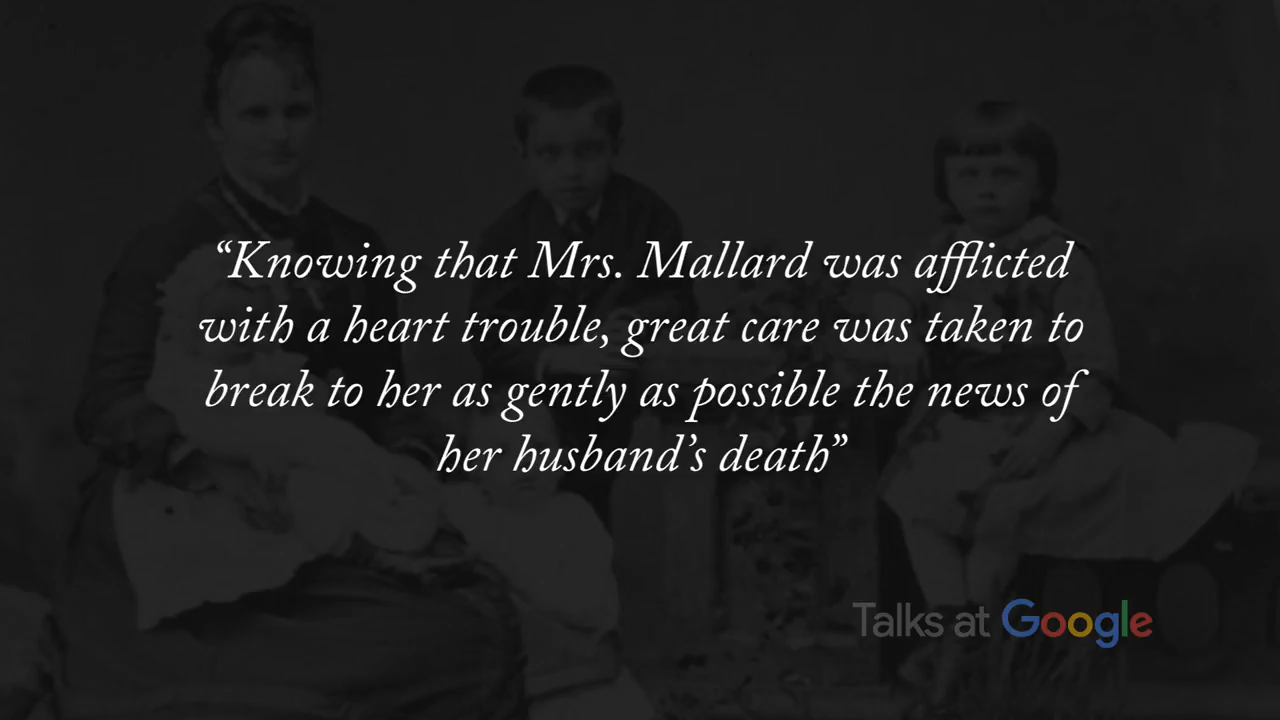 “Knowing that Mrs. Mallard was afflicted
with a heart trouble, great care was taken to
break to her as gently as possible the news of
her husband’s death”
Talks at Google